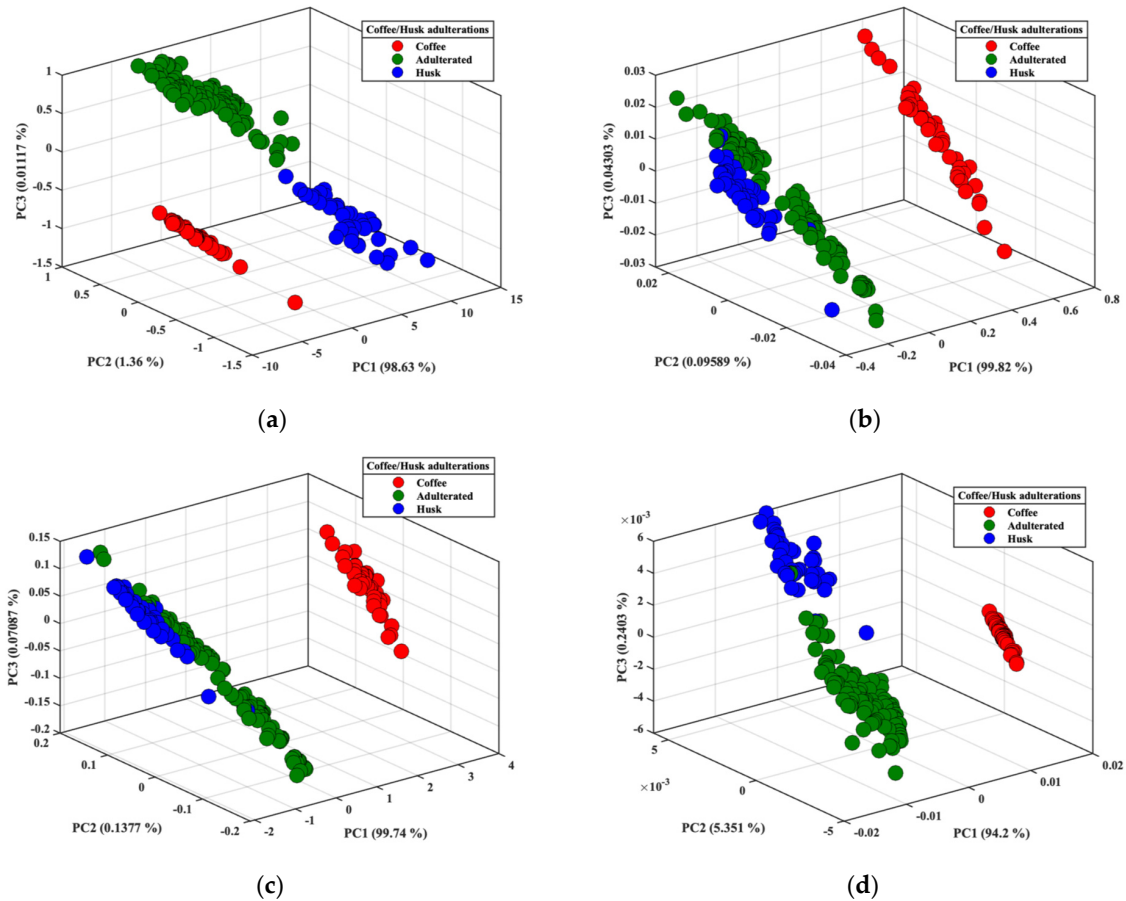 Coffee/Husk adulterations
Coffee
Adulterated
Husk
1
0.5
0
-0.5
-1
-1.5
PC3 (0.01117 %)
1
0.5
0
-0.5
-1
-1.5
PC2 (1.36 %)
-10
-5
0
5
10
15
PC1 (98.63 %)
(a)
Coffee/Husk adulterations
Coffee
Adulterated
Husk
0.03
0.02
0.01
0
-0.01
-0.02
-0.03
PC3 (0.04303 %)
0.02
0
-0.02
-0.04
PC2 (0.09589 %)
-0.4
-0.2
0
0.2
0.4
0.6
0.8
PC1 (99.82 %)
(b)
Coffee/Husk adulterations
Coffee
Adulterated
Husk
0.15
0.1
0.05
0
-0.05
-0.1
-0.15
-0.2
PC3 (0.07087 %)
0.2
0.1
0
-0.1
-0.2
PC2 (0.1377 %)
-2
-1
0
1
2
3
4
PC1 (99.74 %)
(c)
Coffee/Husk adulterations
Coffee
Adulterated
Husk
×10⁻³
6
4
2
0
-2
-4
-6
PC3 (0.2403 %)
5
0
-5
×10⁻³
PC2 (5.351 %)
-0.02
-0.01
0
0.01
0.02
PC1 (94.2 %)
(d)